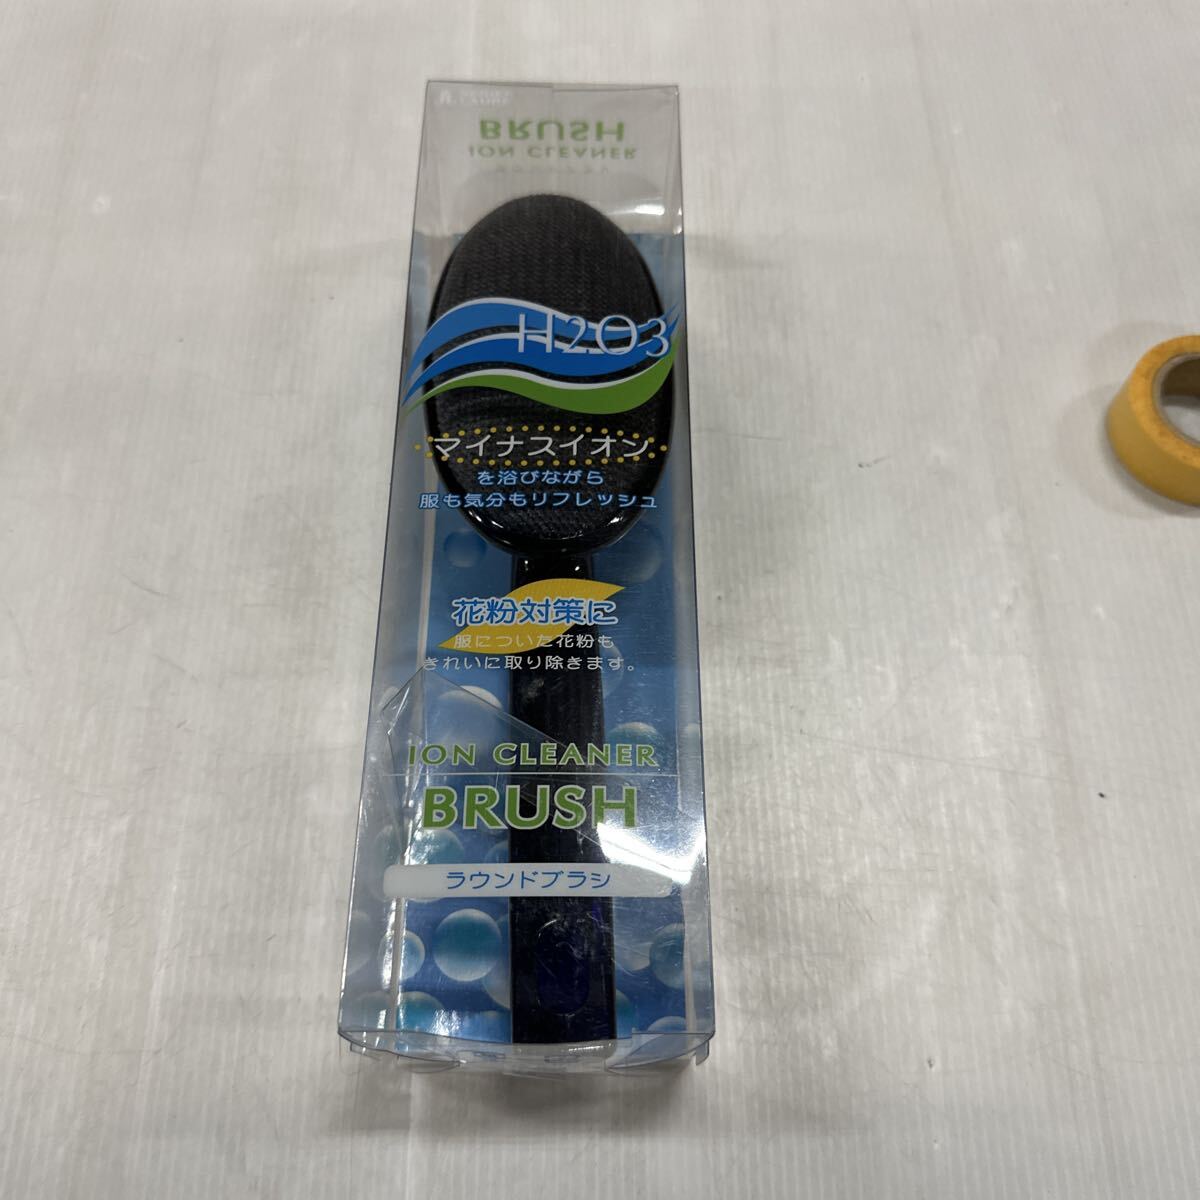 BRUSH
ION CLEANER
H2O3
マイナスイオン
を浴びながら
服も気分もリフレッシュ
花粉対策に
服についた花粉も
きれいに取り除きます。
ION CLEANER
BRUSH
ラウンドブラシ